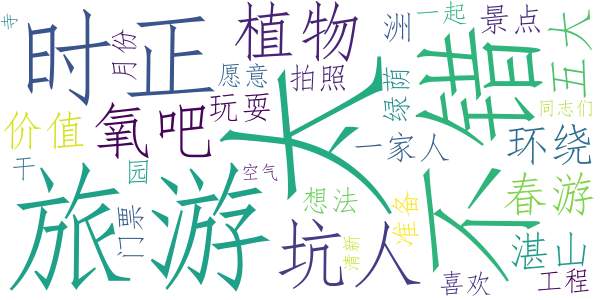 寺
月份
时正
植物
洲
一起
景点
五大
愿意
拍照
绿荫
错
同志们
价值
氧吧
玩耍
大
一家人
环绕
干
园
空气
不
春游
旅游
门票
想法
准备
湛山
坑人
清新
喜欢
工程